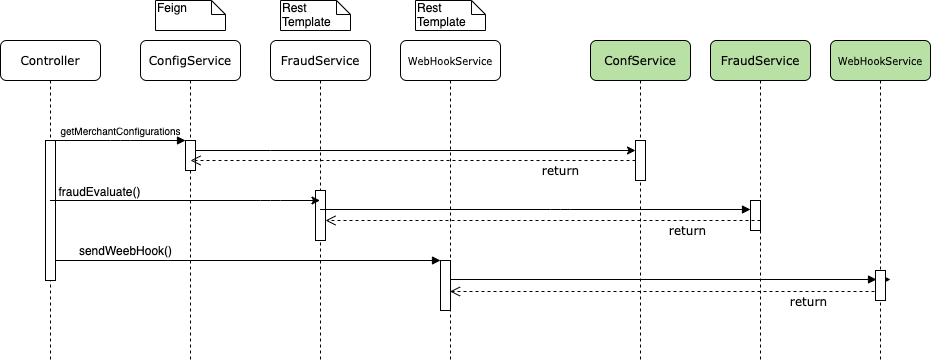 Feign
Rest
Template
Rest
Template
Controller
ConfigService
FraudService
WebHookService
ConfService
FraudService
WebHookService
getMerchantConfigurations
return
fraudEvaluate()
return
sendWeebHook()
return